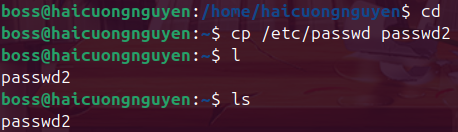 boss@haicuongnguyen:/home/haicuongnguyen$ cd
boss@haicuongnguyen:~$ cp /etc/passwd passwd2
boss@haicuongnguyen:~$ l
passwd2
boss@haicuongnguyen:~$ ls
passwd2